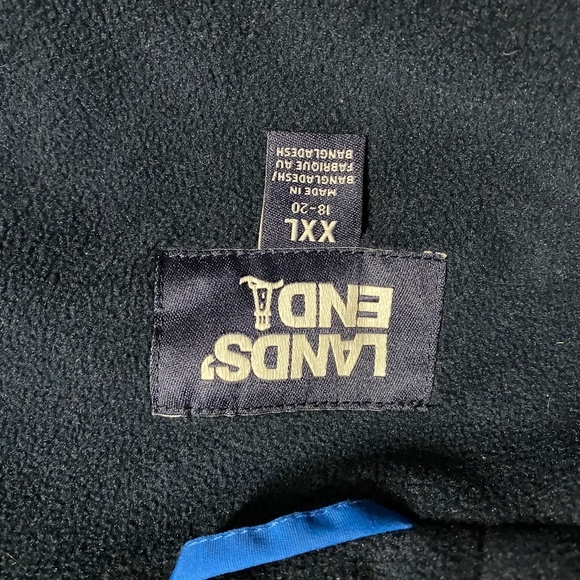 LANDS'
END
XXL
18-20
MADE IN
BANGLADESH/
FABRIQUE AU
BANGLADESH